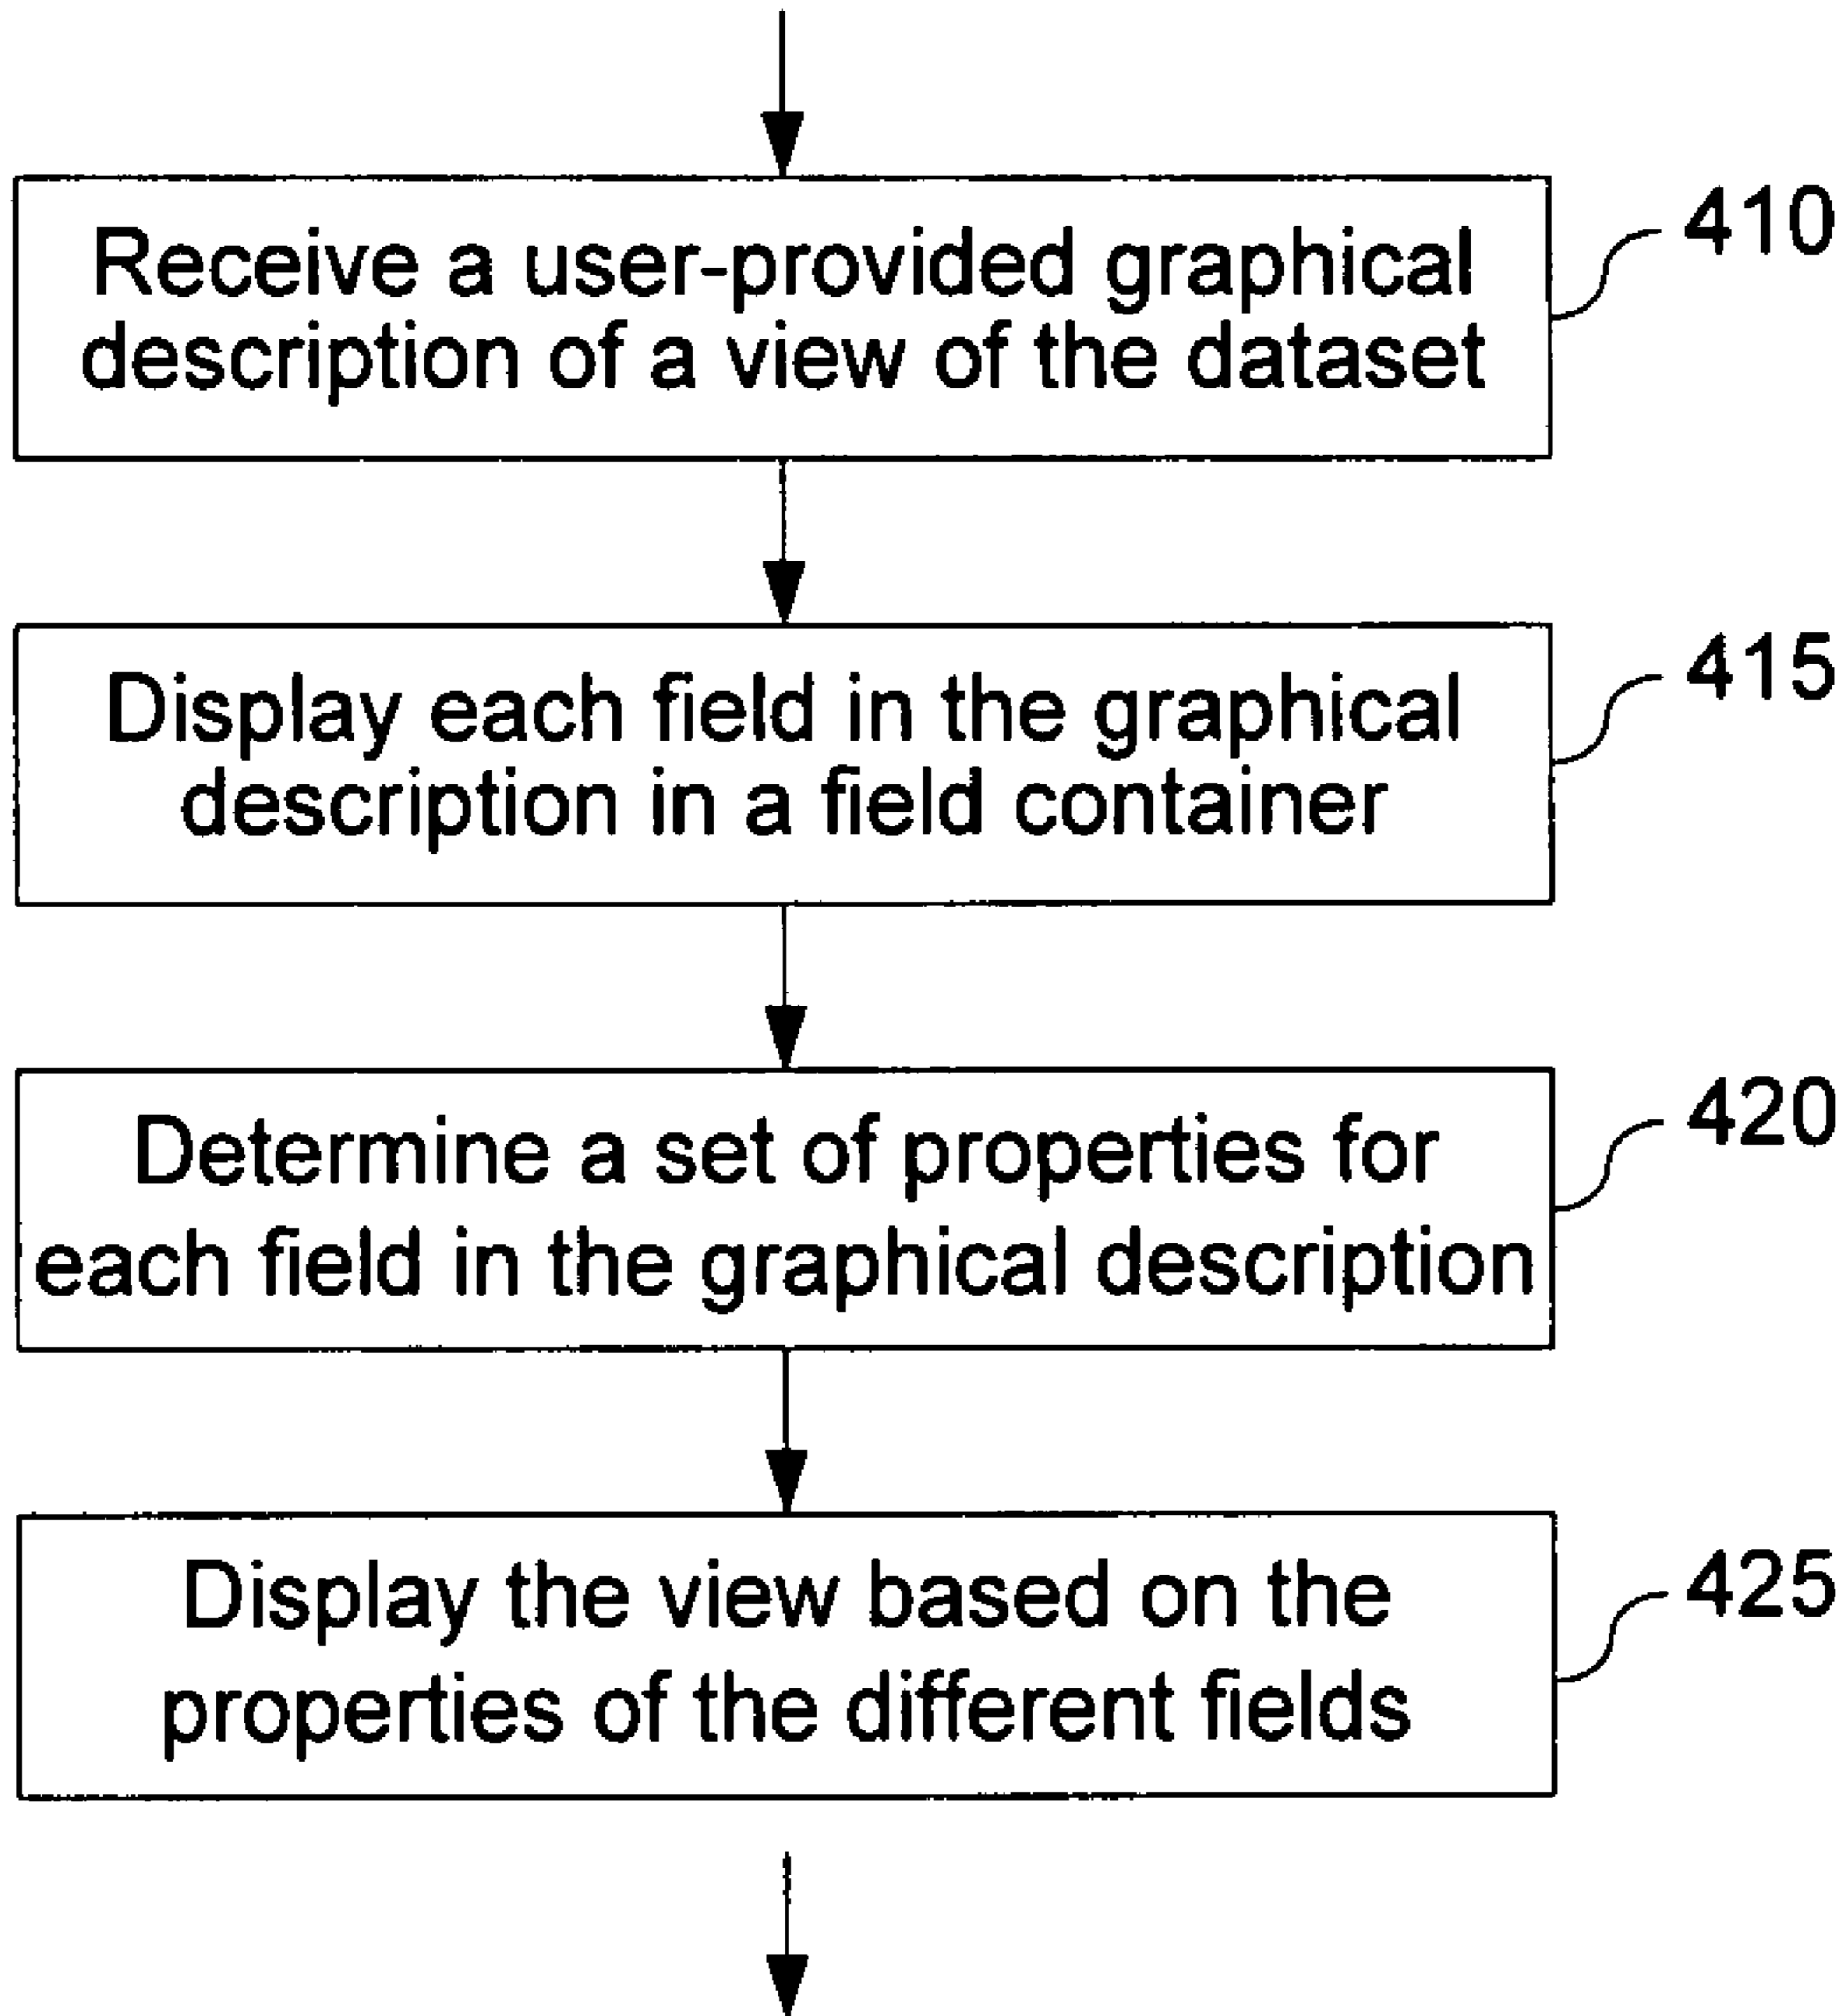 Receive a user-provided graphical
description of a view of the dataset
410
Display each field in the graphical
description in a field container
415
Determine a set of properties for
each field in the graphical description
420
Display the view based on the
properties of the different fields
425